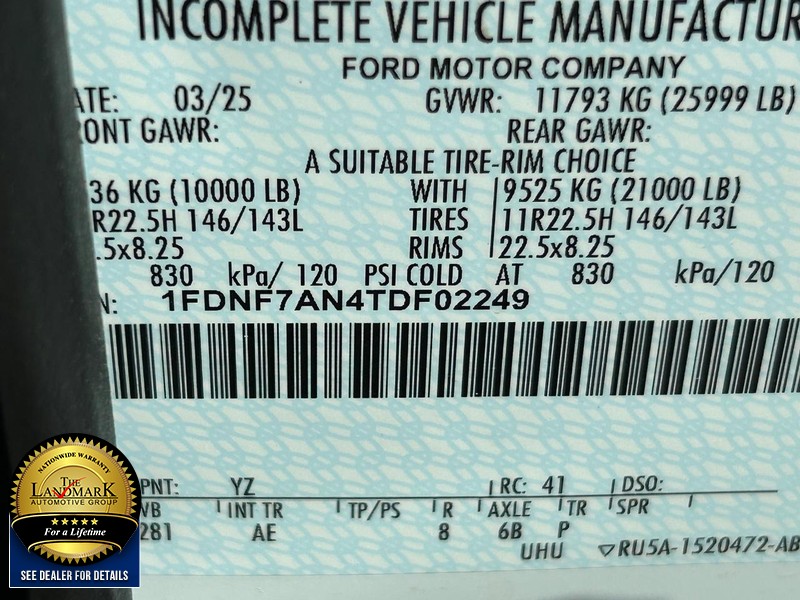 INCOMPLETE VEHICLE MANUFACTUR
FORD MOTOR COMPANY
ATE: 03/25 GVWR: 11793 KG (25999 LB)
ONT GAWR: REAR GAWR:
A SUITABLE TIRE-RIM CHOICE
36 KG (10000 LB) WITH 9525 KG (21000 LB)
R22.5H 146/143L TIRES 11R22.5H 146/143L
.5x8.25 RIMS 22.5x8.25
830 kPa/ 120 PSI COLD AT 830 kPa/120
N: 1FDNF7AN4TDF02249
PNT: YZ RC: 41 DSO:
WB INT TR TP/PS R AXLE TR SPR
281 AE 8 6B P
UHU RU5A-1520472-AB
NATIONWIDE WARRANTY
THE
LANDMARK
AUTOMOTIVE GROUP
For a Lifetime
SEE DEALER FOR DETAILS